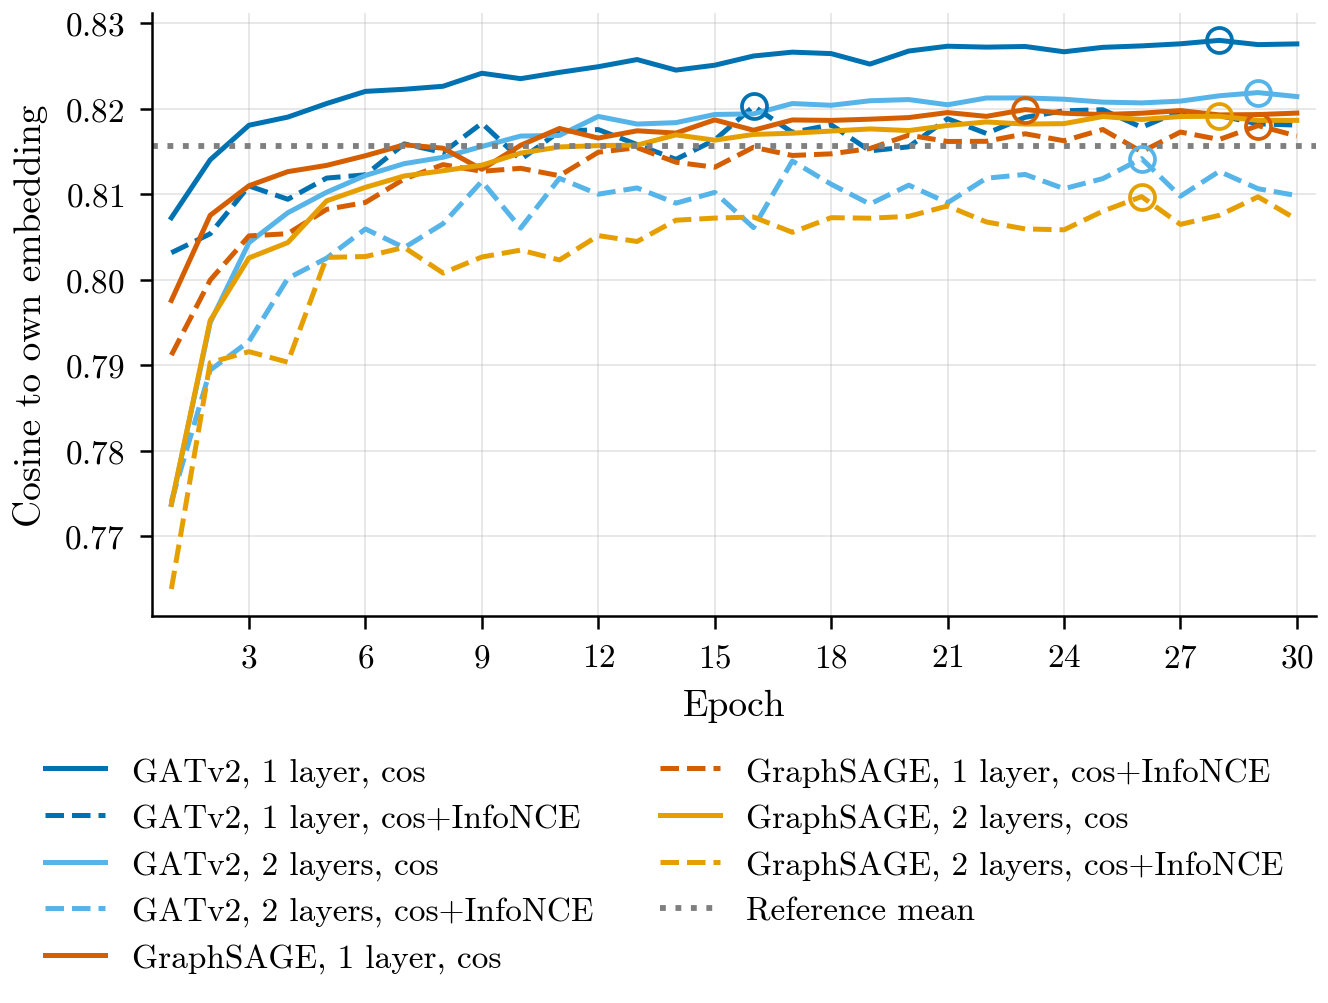 0.83
0.82
0.81
0.80
0.79
0.78
0.77
Cosine to own embedding
3 6 9 12 15 18 21 24 27 30
Epoch
GATv2, 1 layer, cos
GATv2, 1 layer, cos+InfoNCE
GATv2, 2 layers, cos
GATv2, 2 layers, cos+InfoNCE
GraphSAGE, 1 layer, cos
GraphSAGE, 1 layer, cos+InfoNCE
GraphSAGE, 2 layers, cos
GraphSAGE, 2 layers, cos+InfoNCE
Reference mean